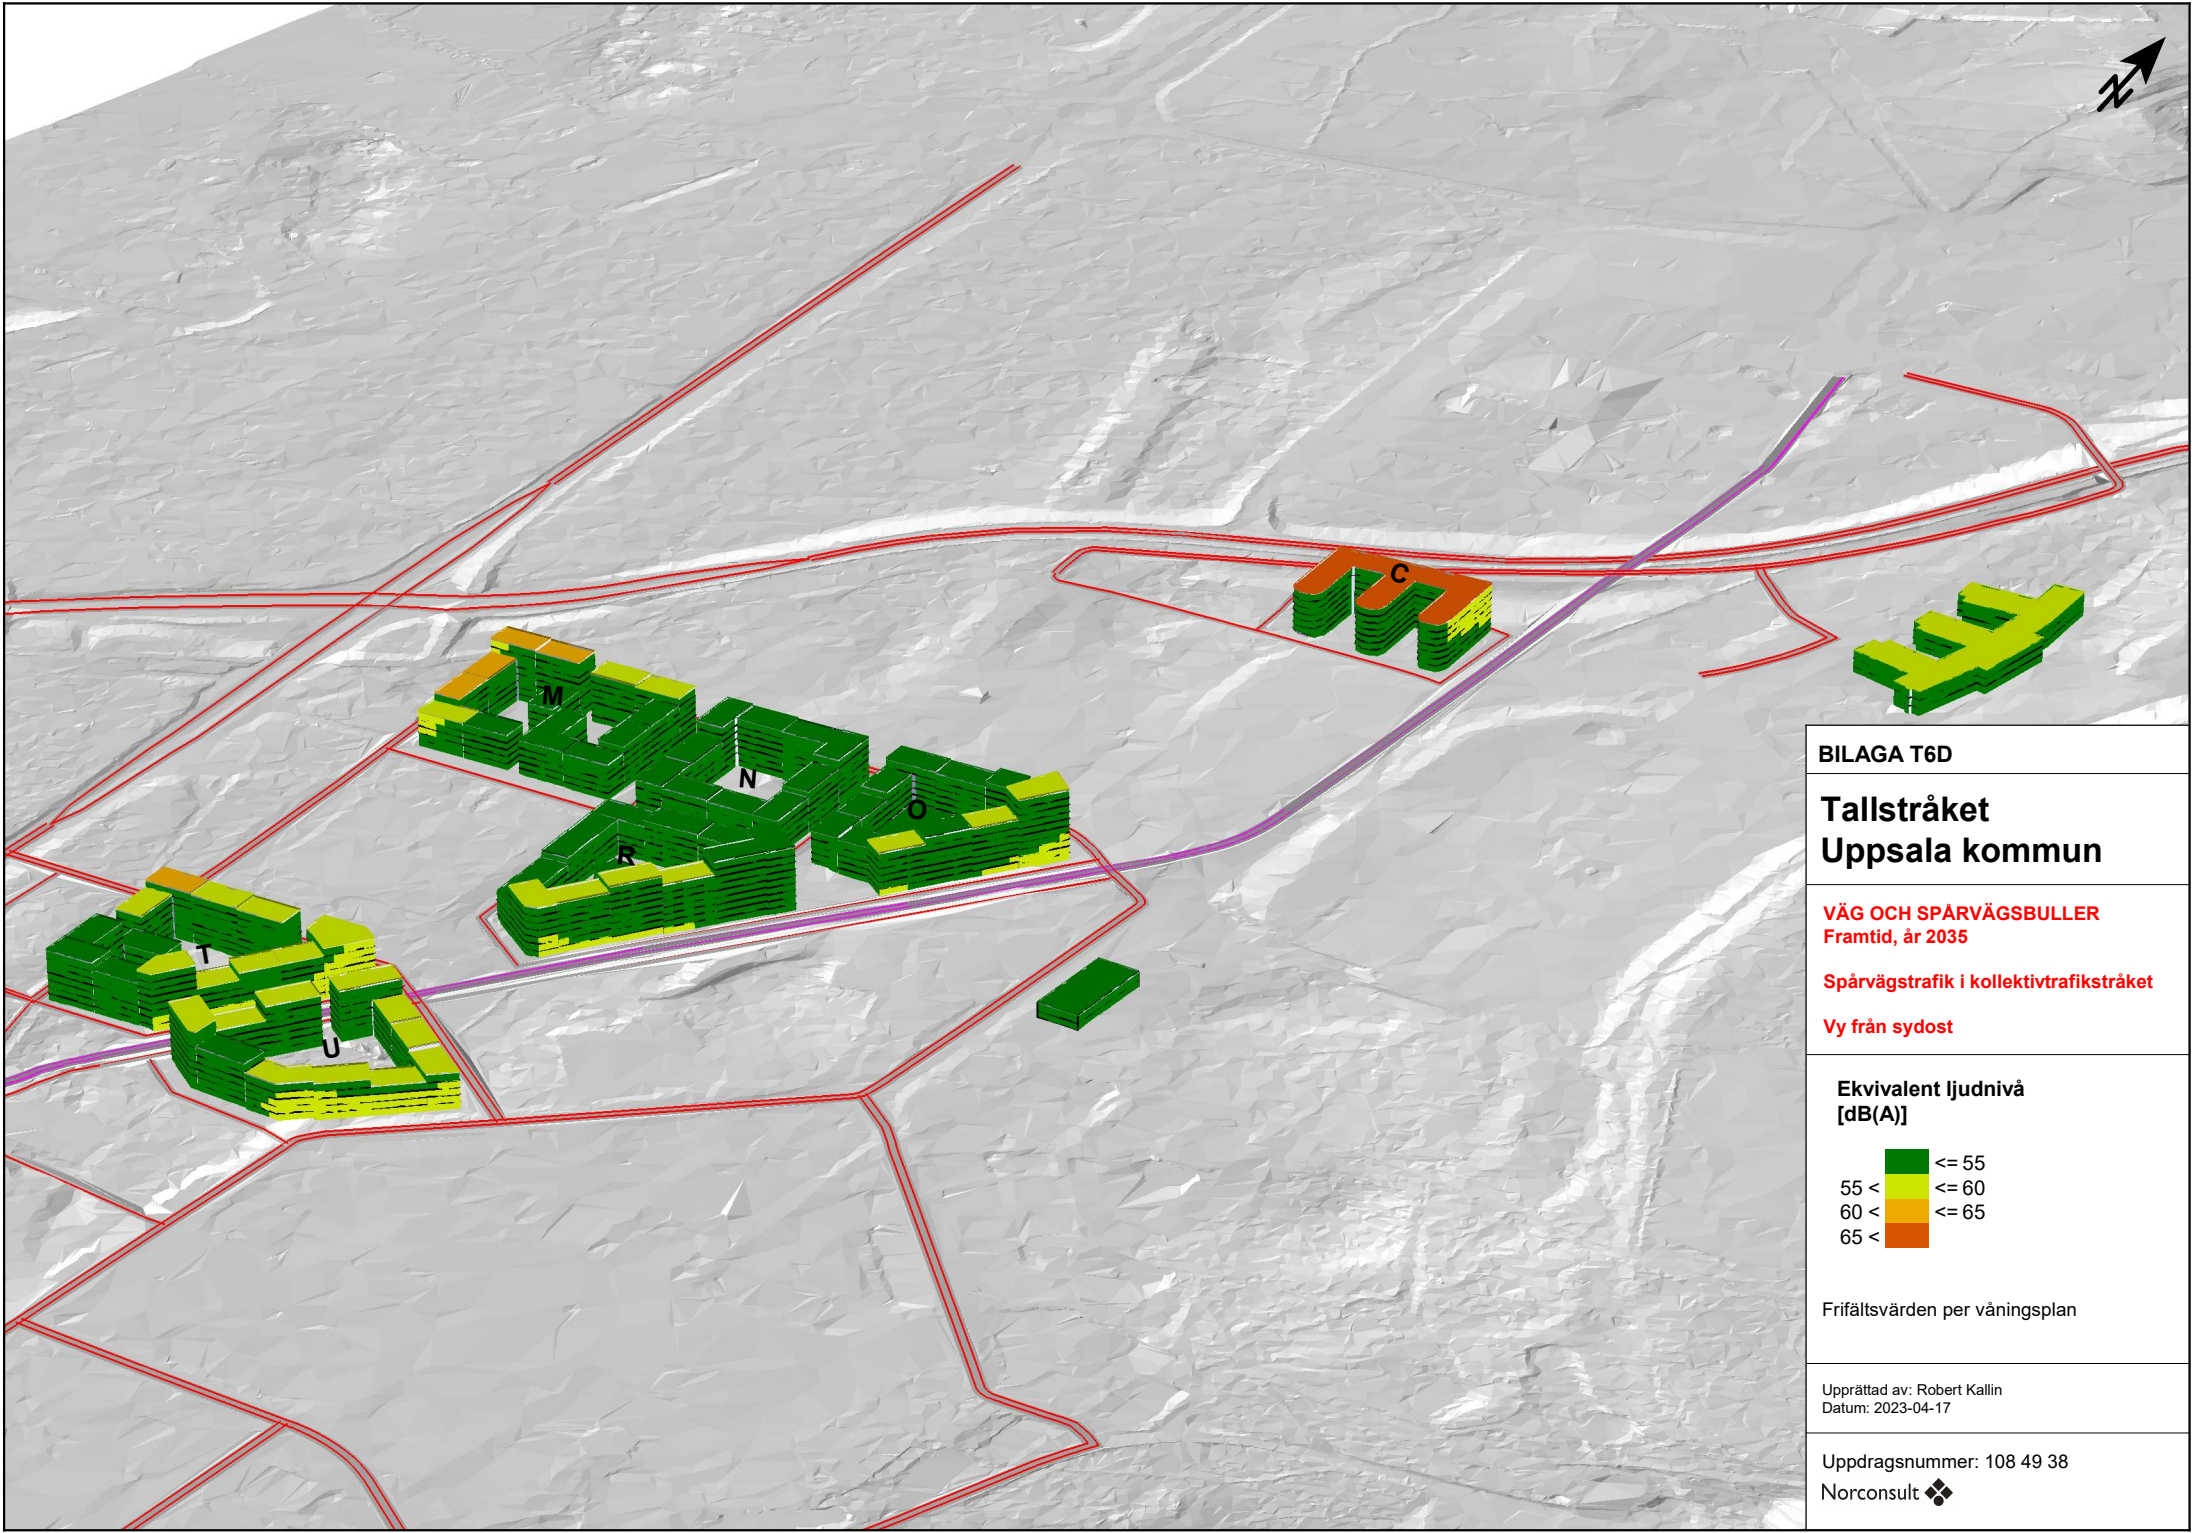 Z
C
M
N
O
R
T
U
BILAGA T6D
Tallstråket
Uppsala kommun
VÄG OCH SPÅRVÄGSBULLER
Framtid, år 2035
Spårvägstrafik i kollektivtrafikstråket
Vy från sydost
Ekvivalent ljudnivå
[dB(A)]
<= 55
55 < <= 60
60 < <= 65
65 <
Frifältsvärden per våningsplan
Upprättad av: Robert Kallin
Datum: 2023-04-17
Uppdragsnummer: 108 49 38
Norconsult